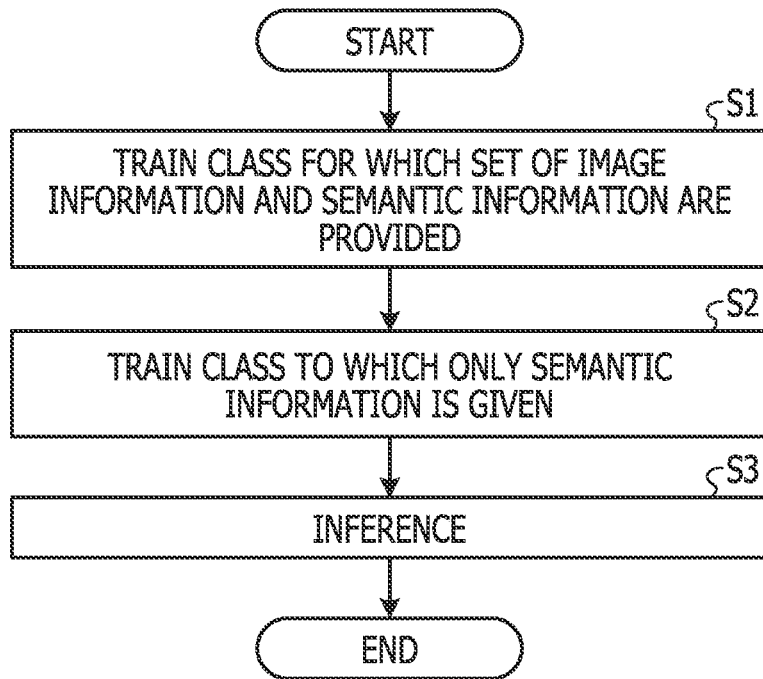 START
S1
TRAIN CLASS FOR WHICH SET OF IMAGE
INFORMATION AND SEMANTIC INFORMATION ARE
PROVIDED
S2
TRAIN CLASS TO WHICH ONLY SEMANTIC
INFORMATION IS GIVEN
S3
INFERENCE
END